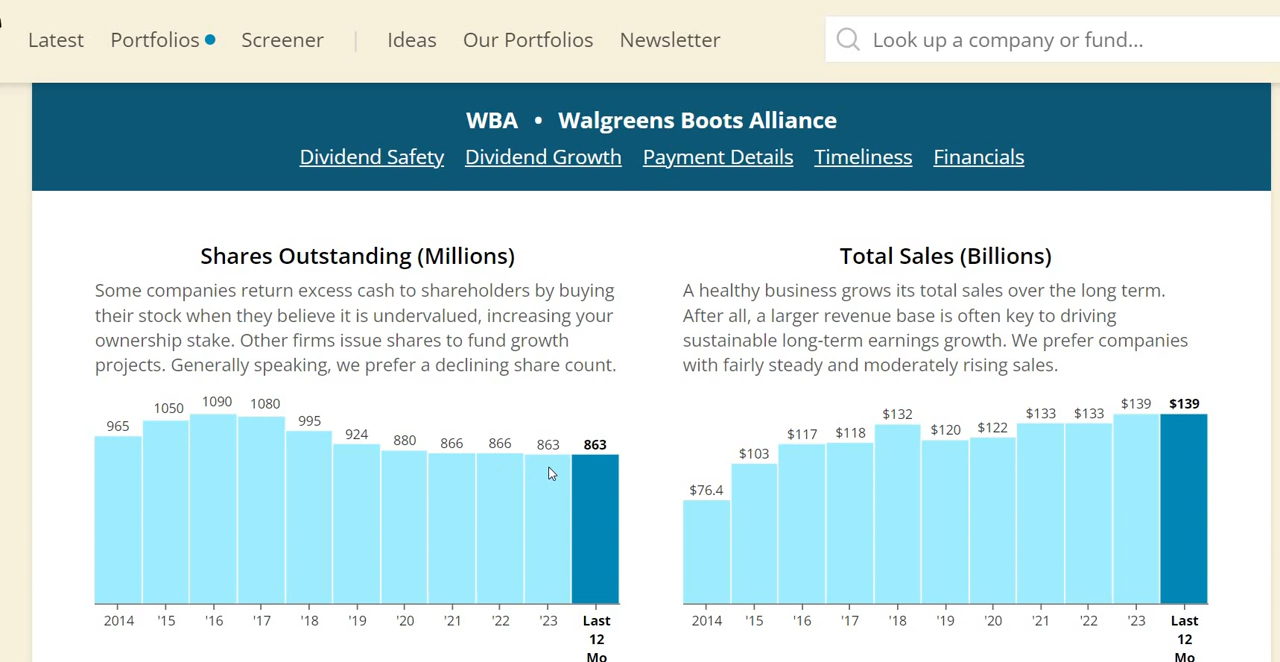 Latest Portfolios Screener Ideas Our Portfolios Newsletter Look up a company or fund...
WBA • Walgreens Boots Alliance
Dividend Safety Dividend Growth Payment Details Timeliness Financials
Shares Outstanding (Millions)
Some companies return excess cash to shareholders by buying
their stock when they believe it is undervalued, increasing your
ownership stake. Other firms issue shares to fund growth
projects. Generally speaking, we prefer a declining share count.
965 1050 1090 1080 995 924 880 866 866 863 863
2014 '15 '16 '17 '18 '19 '20 '21 '22 '23 Last
12
Mo
Total Sales (Billions)
A healthy business grows its total sales over the long term.
After all, a larger revenue base is often key to driving
sustainable long-term earnings growth. We prefer companies
with fairly steady and moderately rising sales.
$76.4 $103 $117 $118 $132 $120 $122 $133 $133 $139 $139
2014 '15 '16 '17 '18 '19 '20 '21 '22 '23 Last
12
Mo